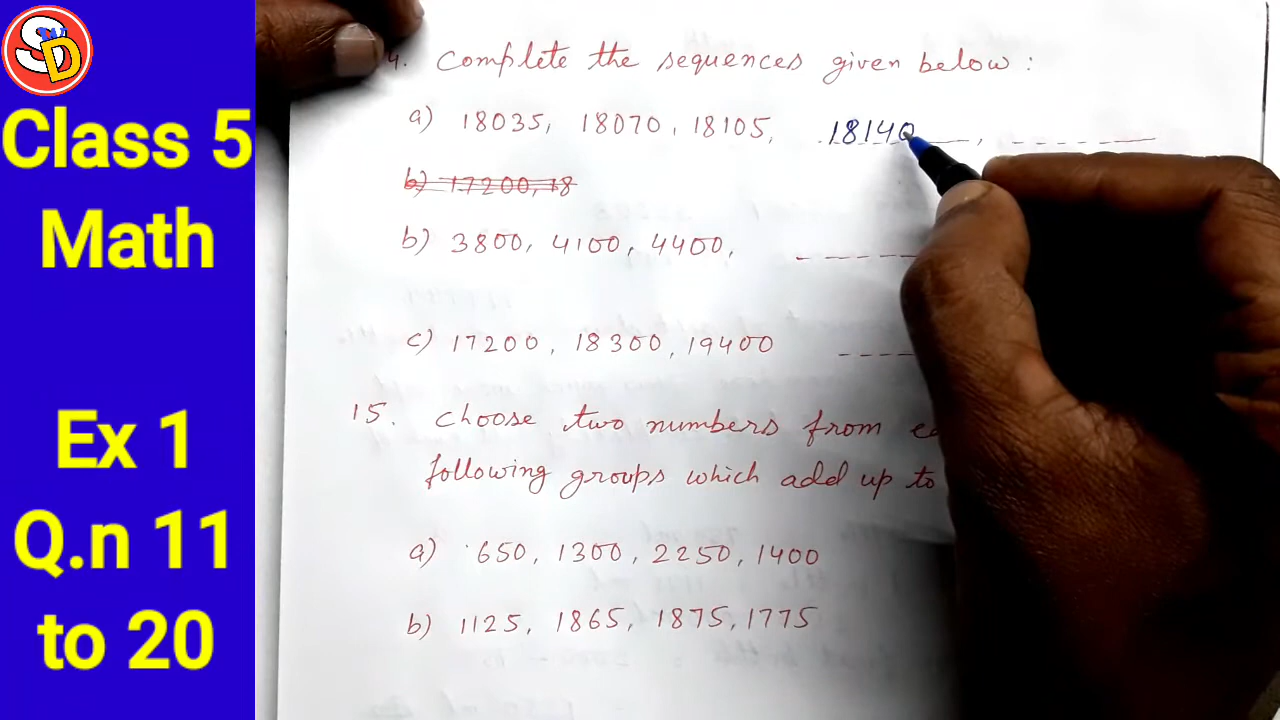 SD
Class 5
Math
Ex 1
Q.n 11
to 20
4. Complete the sequences given below :
a) 18035, 18070, 18105, 18140,
b) 17200, 18
b) 3800, 4100, 4400,
c) 17200, 18300, 19400
15. Choose two numbers from
following groups which add up to
a) 650, 1300, 2250, 1400
b) 1125, 1865, 1875, 1775